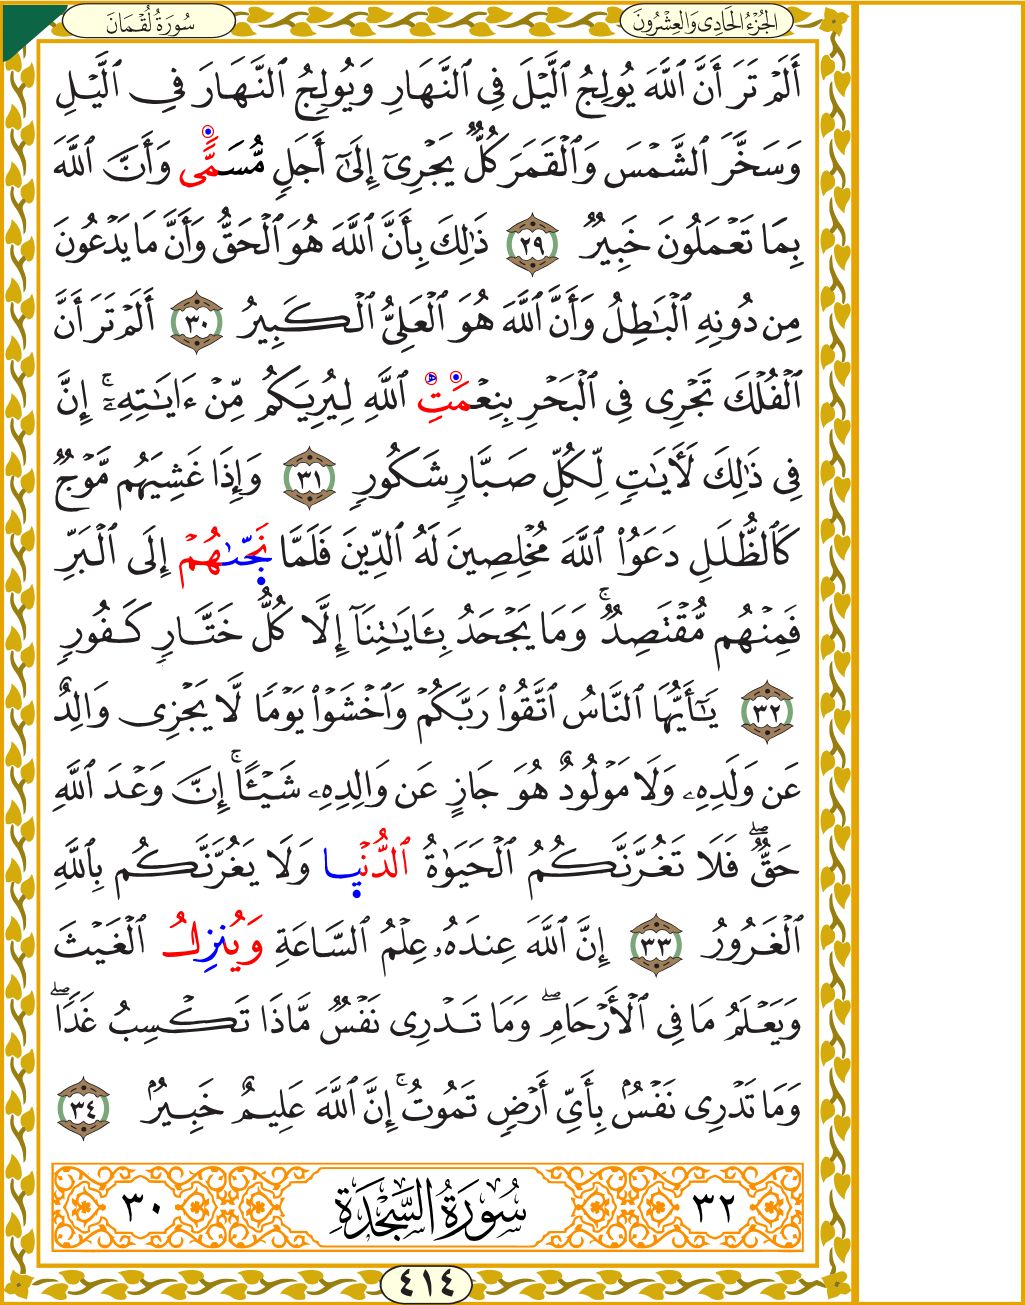 الجُزْءُ الحَادِي وَالعِشْرُونَ
سُورَةُ لُقْمَانَ
أَلَمْ تَرَ أَنَّ ٱللَّهَ يُولِجُ ٱلَّيْلَ فِى ٱلنَّهَارِ وَيُولِجُ ٱلنَّهَارَ فِى ٱلَّيْلِ
وَسَخَّرَ ٱلشَّمْسَ وَٱلْقَمَرَ كُلٌّ يَجْرِىٓ إِلَىٰٓ أَجَلٍ مُّسَمًّى وَأَنَّ ٱللَّهَ
بِمَا تَعْمَلُونَ خَبِيرٌ ٢٩ ذَٰلِكَ بِأَنَّ ٱللَّهَ هُوَ ٱلْحَقُّ وَأَنَّ مَا يَدْعُونَ
مِن دُونِهِ ٱلْبَٰطِلُ وَأَنَّ ٱللَّهَ هُوَ ٱلْعَلِىُّ ٱلْكَبِيرُ ٣٠ أَلَمْ تَرَ أَنَّ
ٱلْفُلْكَ تَجْرِى فِى ٱلْبَحْرِ بِنِعْمَتِ ٱللَّهِ لِيُرِيَكُم مِّنْ ءَايَٰتِهِۦٓ ۚ إِنَّ
فِى ذَٰلِكَ لَأٓيَٰتٍ لِّكُلِّ صَبَّارٍ شَكُورٍ ٣١ وَإِذَا غَشِيَهُم مَّوْجٌ
كَٱلظُّلَلِ دَعَوُا۟ ٱللَّهَ مُخْلِصِينَ لَهُ ٱلدِّينَ فَلَمَّا نَجَّىٰهُمْ إِلَى ٱلْبَرِّ
فَمِنْهُم مُّقْتَصِدٌ ۚ وَمَا يَجْحَدُ بِـَٔايَٰتِنَآ إِلَّا كُلُّ خَتَّارٍ كَفُورٍ
٣٢ يَٰٓأَيُّهَا ٱلنَّاسُ ٱتَّقُوا۟ رَبَّكُمْ وَٱخْشَوْا۟ يَوْمًا لَّا يَجْزِى وَالِدٌ
عَن وَلَدِهِۦ وَلَا مَوْلُودٌ هُوَ جَازٍ عَن وَالِدِهِۦ شَيْـًٔا ۚ إِنَّ وَعْدَ ٱللَّهِ
حَقٌّ ۖ فَلَا تَغُرَّنَّكُمُ ٱلْحَيَوٰةُ ٱلدُّنْيَا وَلَا يَغُرَّنَّكُم بِٱللَّهِ
ٱلْغَرُورُ ٣٣ إِنَّ ٱللَّهَ عِندَهُۥ عِلْمُ ٱلسَّاعَةِ وَيُنزِلُ ٱلْغَيْثَ
وَيَعْلَمُ مَا فِى ٱلْأَرْحَامِ ۖ وَمَا تَدْرِى نَفْسٌ مَّاذَا تَكْسِبُ غَدًا ۖ
وَمَا تَدْرِى نَفْسٌۢ بِأَىِّ أَرْضٍ تَمُوتُ ۚ إِنَّ ٱللَّهَ عَلِيمٌ خَبِيرٌۢ ٣٤
٣٢ سُورَةُ السَّجْدَةِ ٣٠
٤١٤